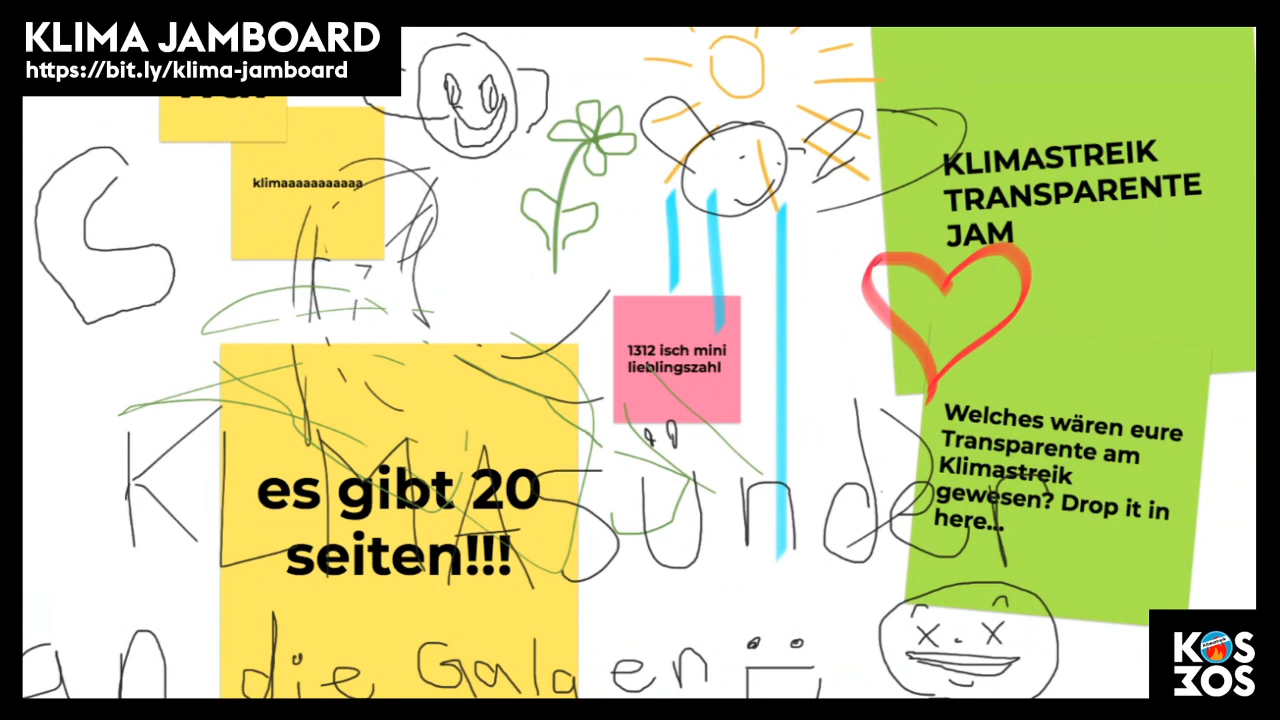 KLIMA JAMBOARD
https://bit.ly/klima-jamboard
klimaaaaaaaaaaa
KLIMASTREIK
TRANSPARENTE
JAM
1312 isch mini
lieblingszahl
Welches wären eure
Transparente am
Klimastreik
gewesen? Drop it in
here...
es gibt 20
seiten!!!
KLIMASünder
an die Galgen
KOS